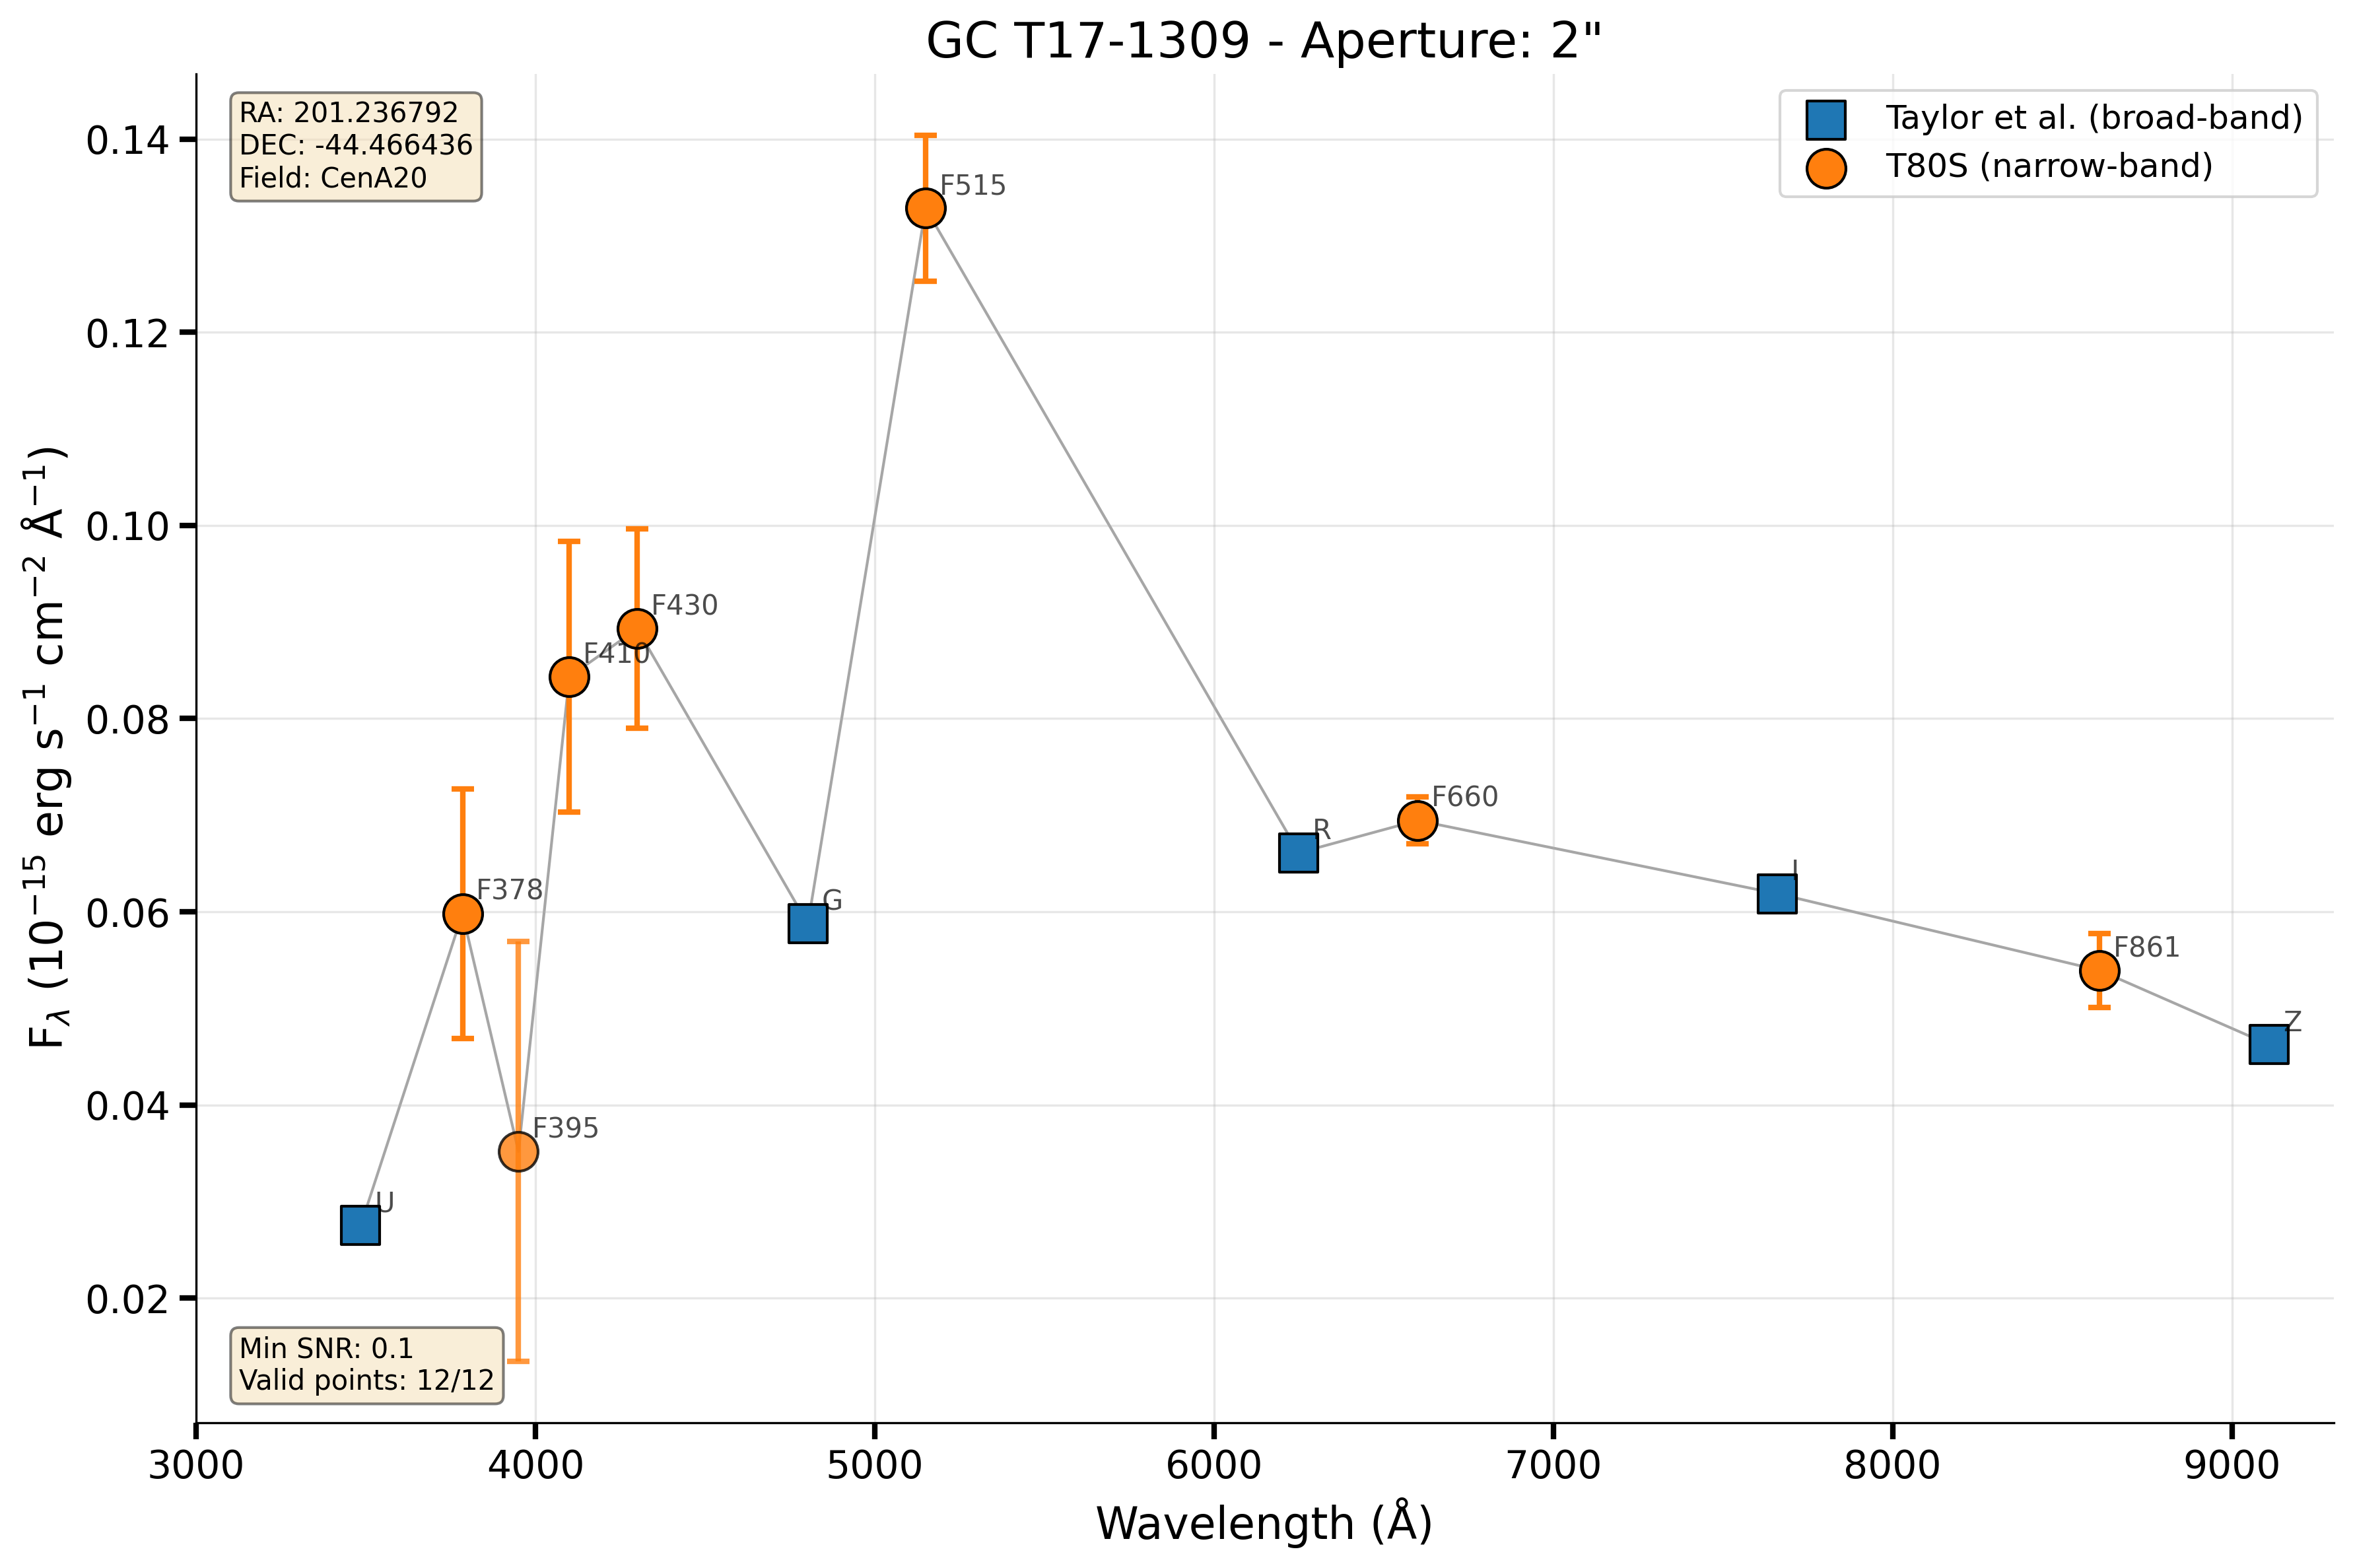 GC T17-1309 - Aperture: 2"
RA: 201.236792
DEC: -44.466436
Field: CenA20
Taylor et al. (broad-band)
T80S (narrow-band)
F515
F430
F410
F378
F395
U
G
R
F660
I
F861
Z
Min SNR: 0.1
Valid points: 12/12
0.14
0.12
0.10
0.08
0.06
0.04
0.02
F$_{λ}$ (10$^{−15}$ erg s$^{−1}$ cm$^{−2}$ Å$^{−1}$)
3000 4000 5000 6000 7000 8000 9000
Wavelength (Å)